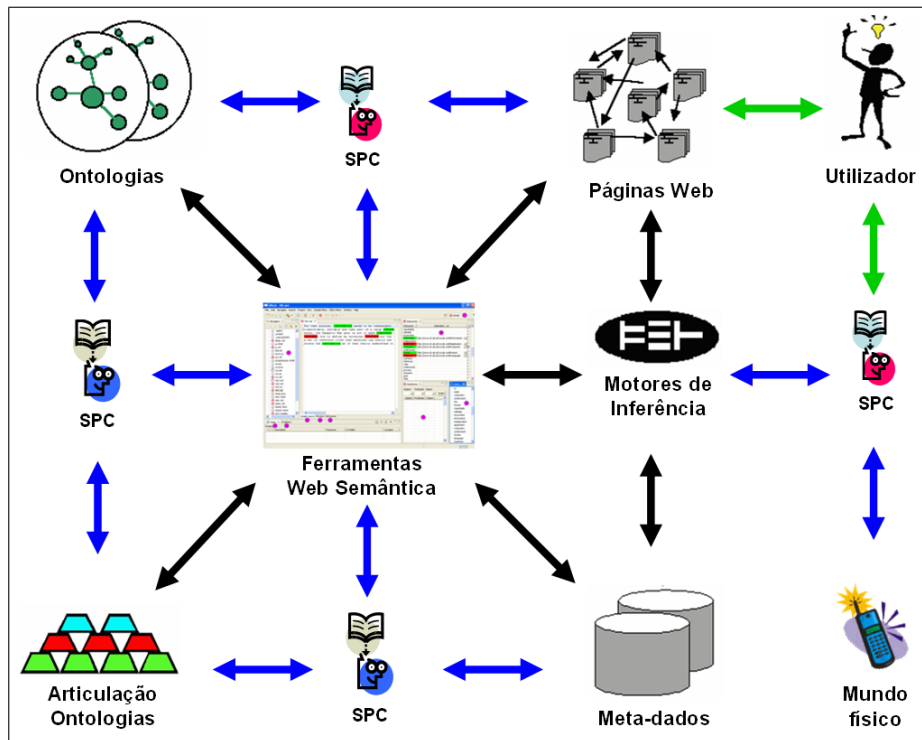 SPC
Ontologias
Páginas Web
Utilizador
SPC
Motores de
Inferência
SPC
Ferramentas
Web Semântica
Articulação
Ontologias
SPC
Meta-dados
Mundo
físico